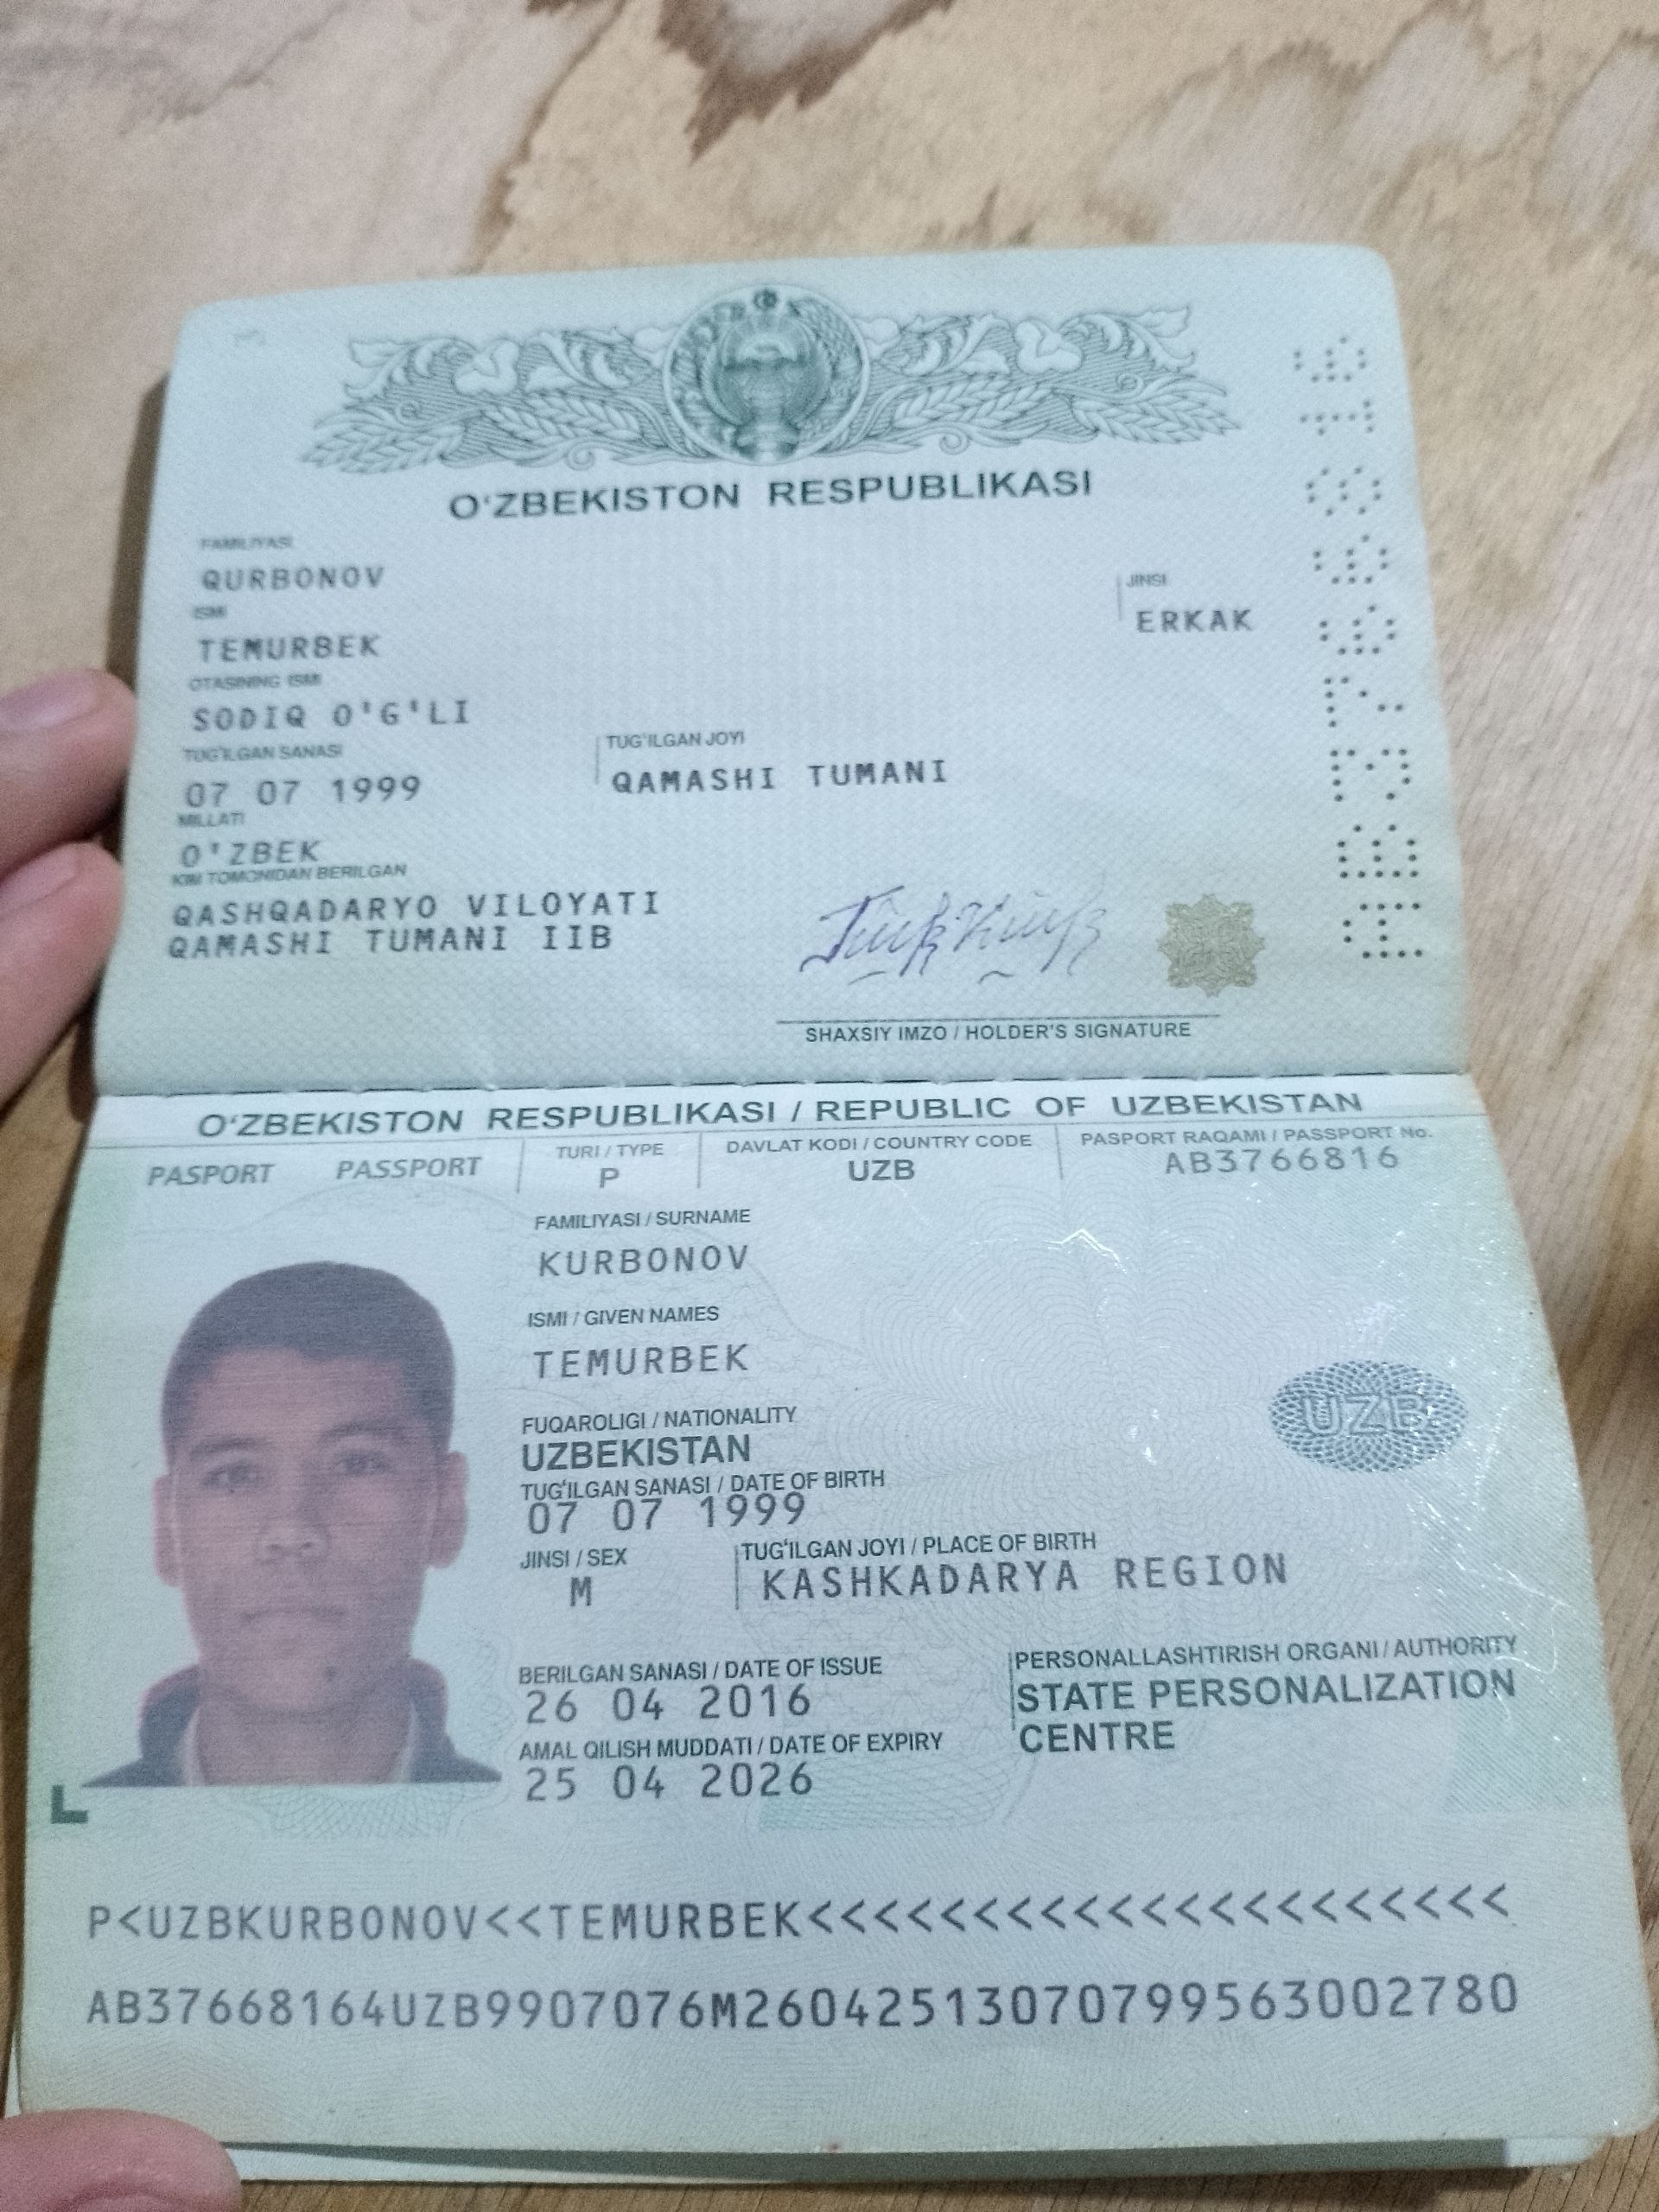 O'ZBEKISTON RESPUBLIKASI
FAMILIYASI
QURBONOV
JINSI
ERKAK
ISMI
TEMURBEK
OTASINING ISMI
SODIQ O'G'LI
TUG'ILGAN SANASI
07 07 1999
TUG'ILGAN JOYI
QAMASHI TUMANI
MILLATI
O'ZBEK
KIM TOMONIDAN BERILGAN
QASHQADARYO VILOYATI
QAMASHI TUMANI IIB
SHAXSIY IMZO / HOLDER'S SIGNATURE
AB3766816
O'ZBEKISTON RESPUBLIKASI / REPUBLIC OF UZBEKISTAN
PASPORT PASSPORT
TURI / TYPE
P
DAVLAT KODI / COUNTRY CODE
UZB
PASPORT RAQAMI / PASSPORT No.
AB3766816
FAMILIYASI / SURNAME
KURBONOV
ISMI / GIVEN NAMES
TEMURBEK
FUQAROLIGI / NATIONALITY
UZBEKISTAN
UZB
TUG'ILGAN SANASI / DATE OF BIRTH
07 07 1999
JINSI / SEX
M
TUG'ILGAN JOYI / PLACE OF BIRTH
KASHKADARYA REGION
BERILGAN SANASI / DATE OF ISSUE
26 04 2016
PERSONALLASHTIRISH ORGANI / AUTHORITY
STATE PERSONALIZATION
CENTRE
AMAL QILISH MUDDATI / DATE OF EXPIRY
25 04 2026
P<UZBKURBONOV<<TEMURBEK<<<<<<<<<<<<<<<<<<<<<
AB37668164UZB9907076M26042513070799563002780